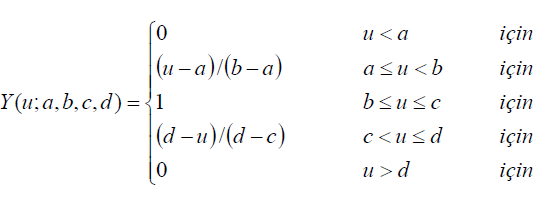 0 u < a için
(u − a)/(b − a) a ≤ u < b için
Y(u; a, b, c, d) = { 1 b ≤ u ≤ c için
(d − u)/(d − c) c < u ≤ d için
0 u > d için